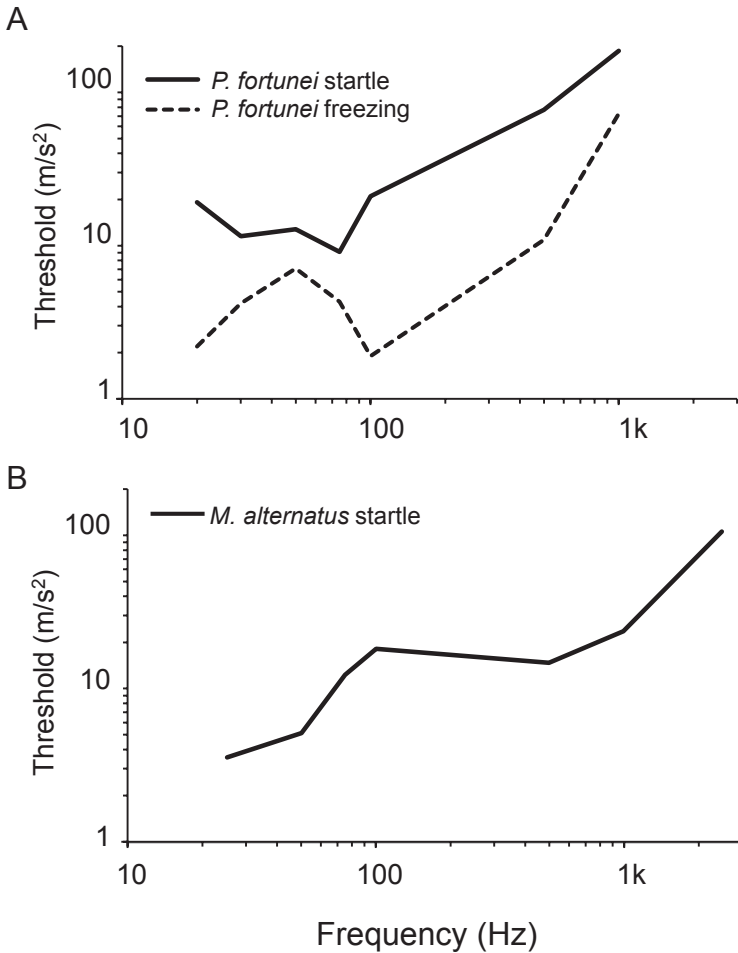 A
100
10
1
Threshold (m/s²)
P. fortunei startle
P. fortunei freezing
10
100
1k
B
100
10
1
Threshold (m/s²)
M. alternatus startle
10
100
1k
Frequency (Hz)